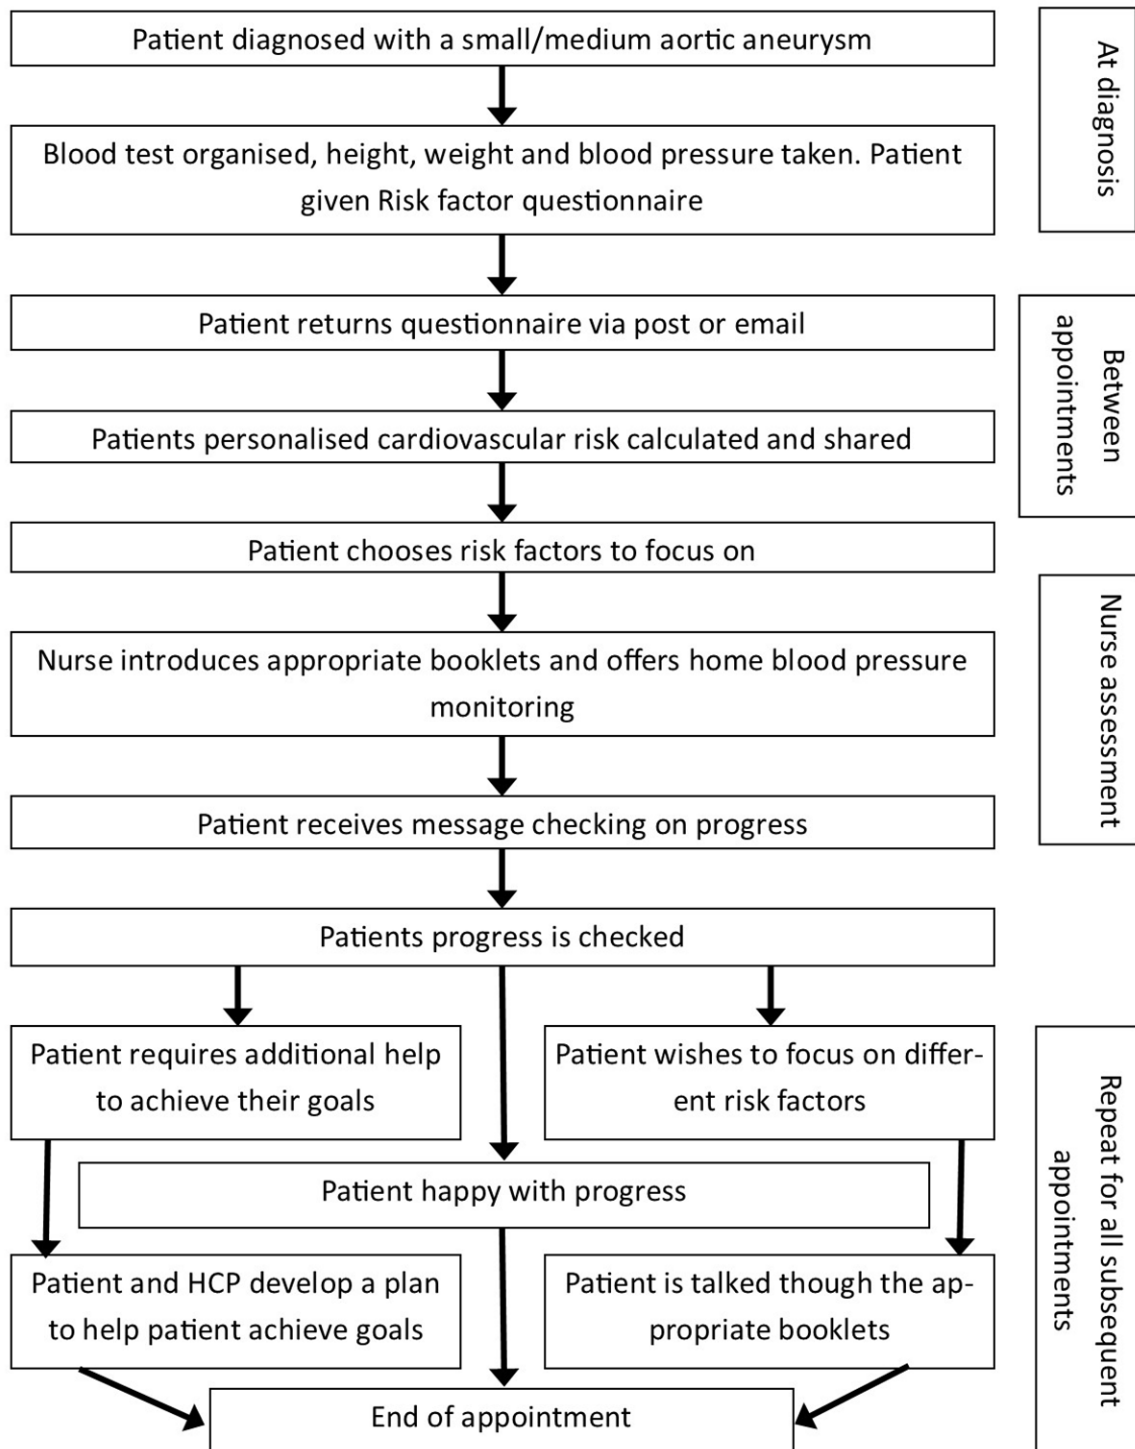 Patient diagnosed with a small/medium aortic aneurysm
At diagnosis
Blood test organised, height, weight and blood pressure taken. Patient
given Risk factor questionnaire
Patient returns questionnaire via post or email
Between
appointments
Patients personalised cardiovascular risk calculated and shared
Patient chooses risk factors to focus on
Nurse assessment
Nurse introduces appropriate booklets and offers home blood pressure
monitoring
Patient receives message checking on progress
Patients progress is checked
Patient requires additional help
to achieve their goals
Patient wishes to focus on differ-
ent risk factors
Repeat for all subsequent
appointments
Patient happy with progress
Patient and HCP develop a plan
to help patient achieve goals
Patient is talked though the ap-
propriate booklets
End of appointment